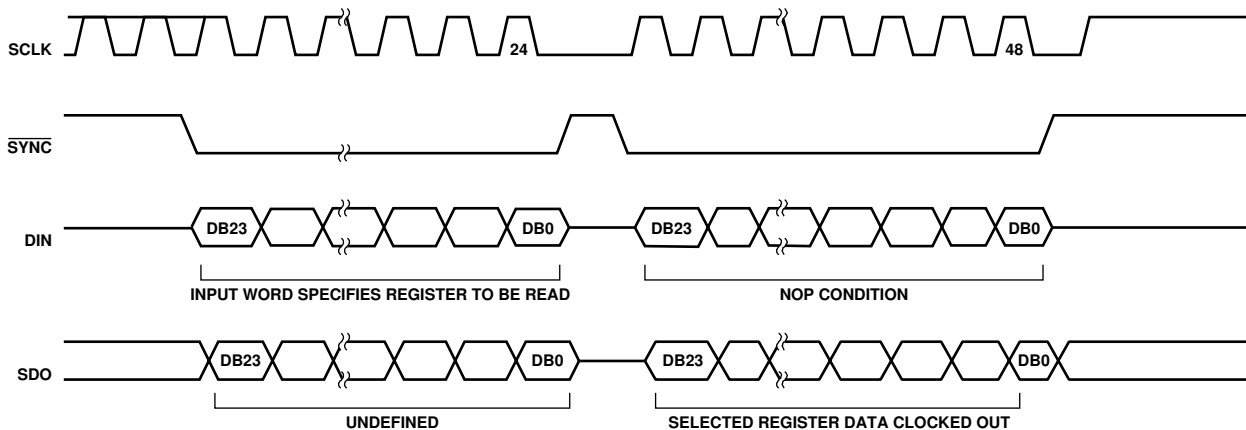 SCLK
24
48
SYNC
DIN
DB23
DB0
DB23
DB0
INPUT WORD SPECIFIES REGISTER TO BE READ
NOP CONDITION
SDO
DB23
DB0
DB23
DB0
UNDEFINED
SELECTED REGISTER DATA CLOCKED OUT